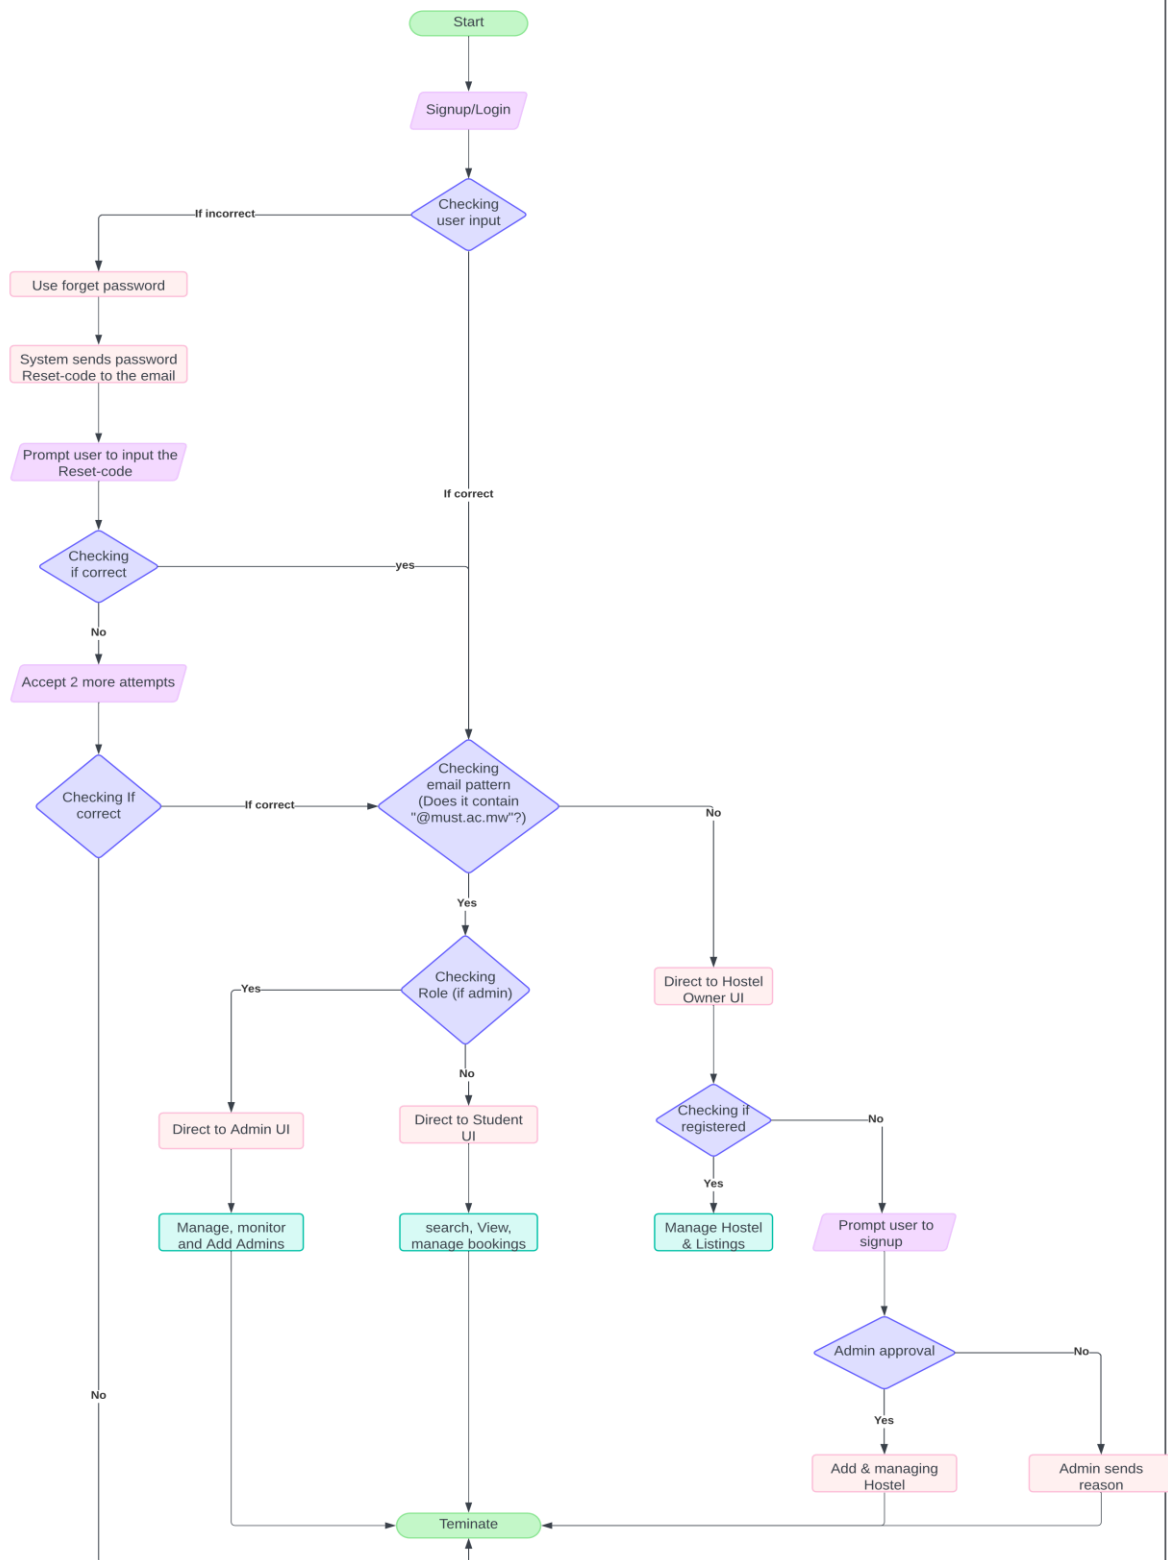 Start
Signup/Login
Checking
user input
If incorrect
Use forget password
System sends password
Reset-code to the email
Prompt user to input the
Reset-code
If correct
Checking
if correct
yes
No
Accept 2 more attempts
Checking If
correct
If correct
Checking
email pattern
(Does it contain
"@must.ac.mw"?)
No
Yes
Checking
Role (if admin)
Yes
No
Direct to Hostel
Owner UI
Direct to Admin UI
Direct to Student
UI
Checking if
registered
No
Yes
Manage, monitor
and Add Admins
search, View,
manage bookings
Manage Hostel
& Listings
Prompt user to
signup
Admin approval
No
Yes
No
Add & managing
Hostel
Admin sends
reason
Teminate